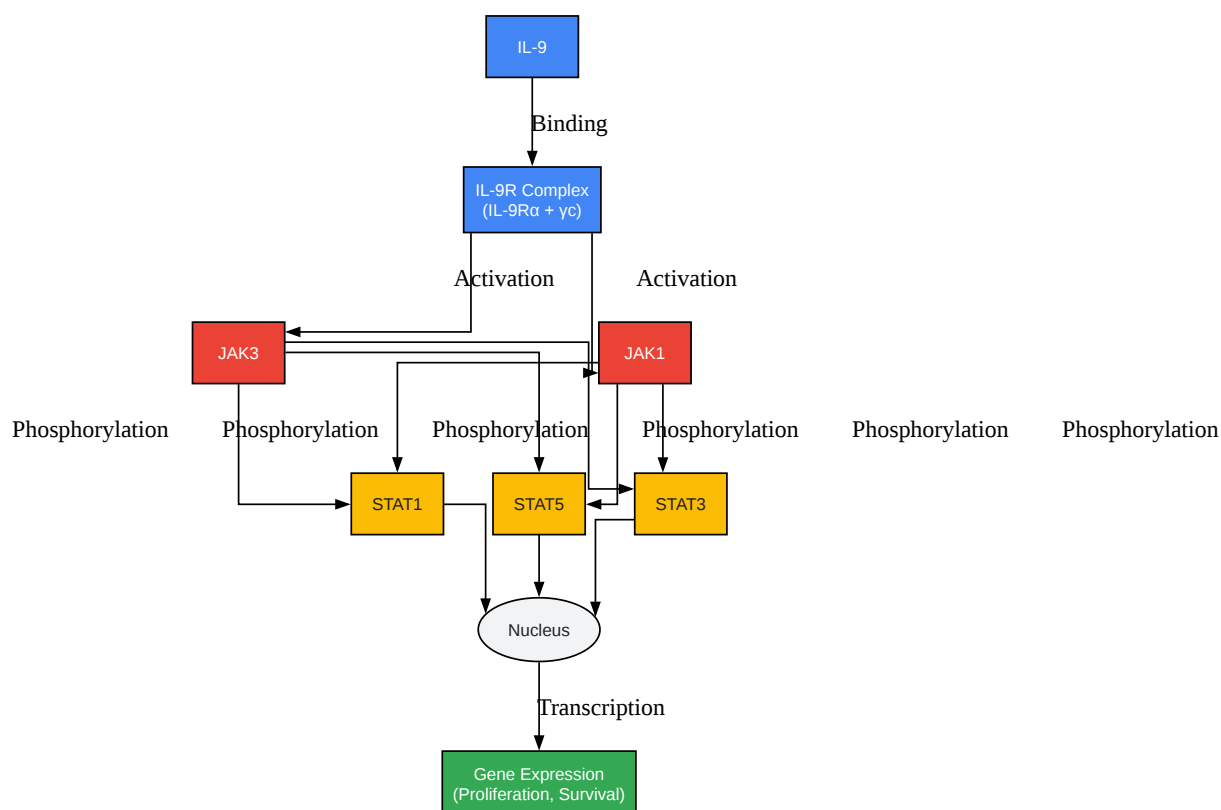 IL-9
Binding
IL-9R Complex
(IL-9Rα + γc)
Activation
Activation
JAK3
JAK1
Phosphorylation
Phosphorylation
Phosphorylation
Phosphorylation
Phosphorylation
Phosphorylation
STAT1
STAT5
STAT3
Nucleus
Transcription
Gene Expression
(Proliferation, Survival)